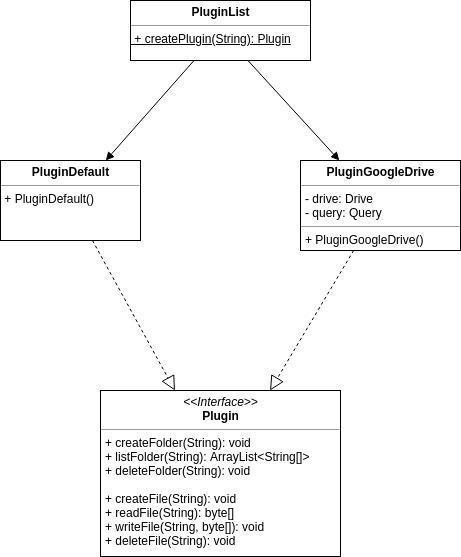 PluginList
+ createPlugin(String): Plugin
PluginDefault
+ PluginDefault()
PluginGoogleDrive
- drive: Drive
- query: Query
+ PluginGoogleDrive()
<<Interface>>
Plugin
+ createFolder(String): void
+ listFolder(String): ArrayList<String[]>
+ deleteFolder(String): void
+ createFile(String): void
+ readFile(String): byte[]
+ writeFile(String, byte[]): void
+ deleteFile(String): void